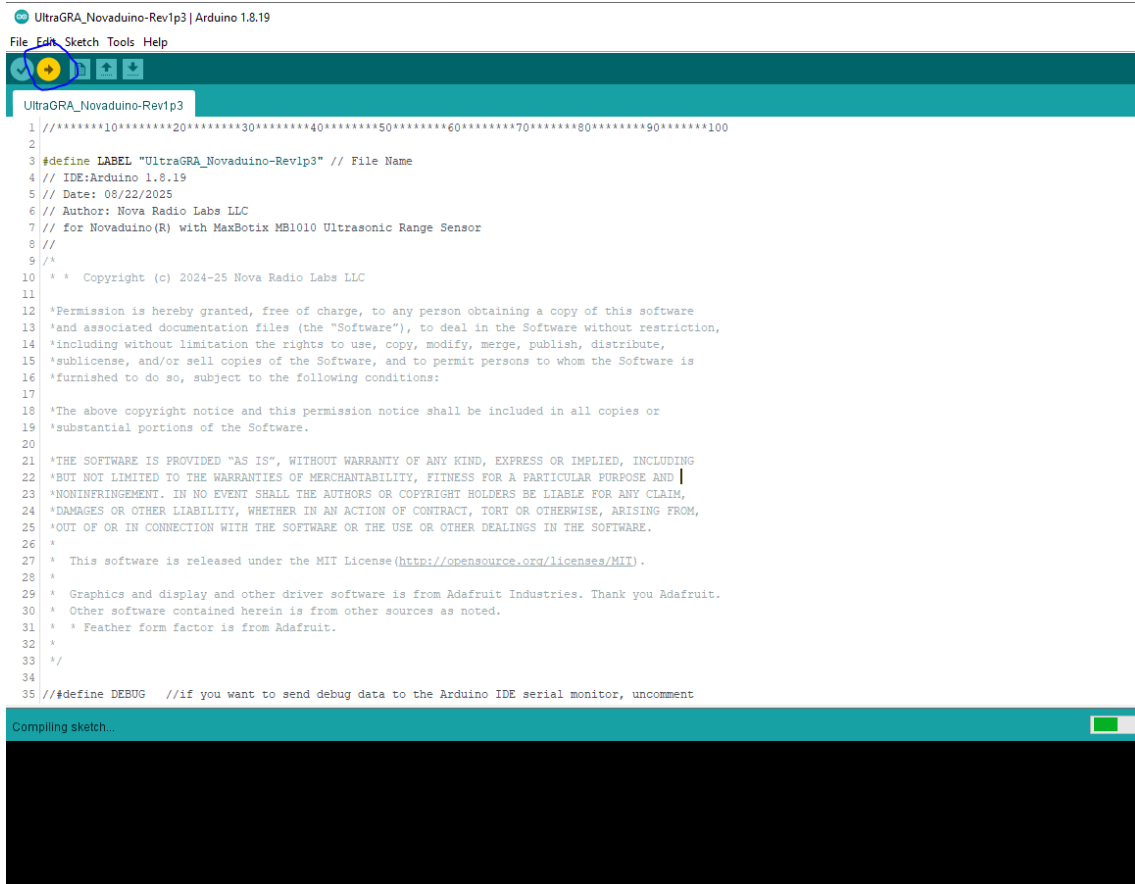 UltraGRA_Novaduino-Rev1p3 | Arduino 1.8.19
File Edit Sketch Tools Help
UltraGRA_Novaduino-Rev1p3
1 //*******10********20********30********40********50********60********70*******80********90*******100
2
3 #define LABEL "UltraGRA_Novaduino-Rev1p3" // File Name
4 // IDE:Arduino 1.8.19
5 // Date: 08/22/2025
6 // Author: Nova Radio Labs LLC
7 // for Novaduino(R) with MaxBotix MB1010 Ultrasonic Range Sensor
8 //
9 /*
10 * *  Copyright (c) 2024-25 Nova Radio Labs LLC
11
12 *Permission is hereby granted, free of charge, to any person obtaining a copy of this software
13 *and associated documentation files (the “Software”), to deal in the Software without restriction,
14 *including without limitation the rights to use, copy, modify, merge, publish, distribute,
15 *sublicense, and/or sell copies of the Software, and to permit persons to whom the Software is
16 *furnished to do so, subject to the following conditions:
17
18 *The above copyright notice and this permission notice shall be included in all copies or
19 *substantial portions of the Software.
20
21 *THE SOFTWARE IS PROVIDED “AS IS”, WITHOUT WARRANTY OF ANY KIND, EXPRESS OR IMPLIED, INCLUDING
22 *BUT NOT LIMITED TO THE WARRANTIES OF MERCHANTABILITY, FITNESS FOR A PARTICULAR PURPOSE AND
23 *NONINFRINGEMENT. IN NO EVENT SHALL THE AUTHORS OR COPYRIGHT HOLDERS BE LIABLE FOR ANY CLAIM,
24 *DAMAGES OR OTHER LIABILITY, WHETHER IN AN ACTION OF CONTRACT, TORT OR OTHERWISE, ARISING FROM,
25 *OUT OF OR IN CONNECTION WITH THE SOFTWARE OR THE USE OR OTHER DEALINGS IN THE SOFTWARE.
26 *
27 *  This software is released under the MIT License(http://opensource.org/licenses/MIT).
28 *
29 *  Graphics and display and other driver software is from Adafruit Industries. Thank you Adafruit.
30 *  Other software contained herein is from other sources as noted.
31 *  * Feather form factor is from Adafruit.
32 *
33 */
34
35 //#define DEBUG   //if you want to send debug data to the Arduino IDE serial monitor, uncomment
Compiling sketch...